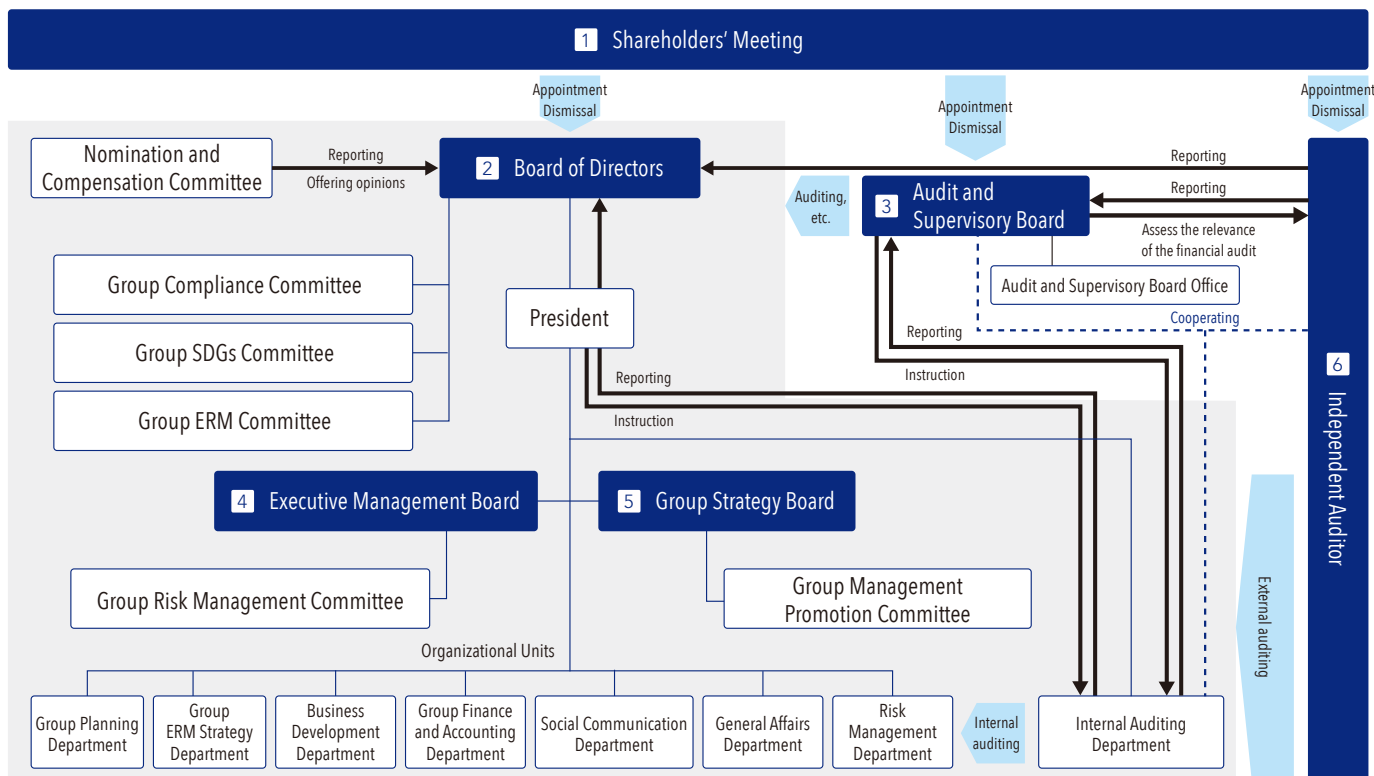 1 Shareholders’ Meeting
Appointment
Dismissal
Appointment
Dismissal
Appointment
Dismissal
Nomination and
Compensation Committee
Reporting
Offering opinions
2 Board of Directors
Reporting
Auditing,
etc.
3 Audit and
Supervisory Board
Reporting
Assess the relevance
of the financial audit
Audit and Supervisory Board Office
Cooperating
Group Compliance Committee
President
Group SDGs Committee
Reporting
Instruction
Group ERM Committee
Reporting
Instruction
6 Independent Auditor
4 Executive Management Board
5 Group Strategy Board
Group Risk Management Committee
Group Management
Promotion Committee
External auditing
Organizational Units
Group Planning
Department
Group
ERM Strategy
Department
Business
Development
Department
Group Finance
and Accounting
Department
Social Communication
Department
General Affairs
Department
Risk
Management
Department
Internal
auditing
Internal Auditing
Department